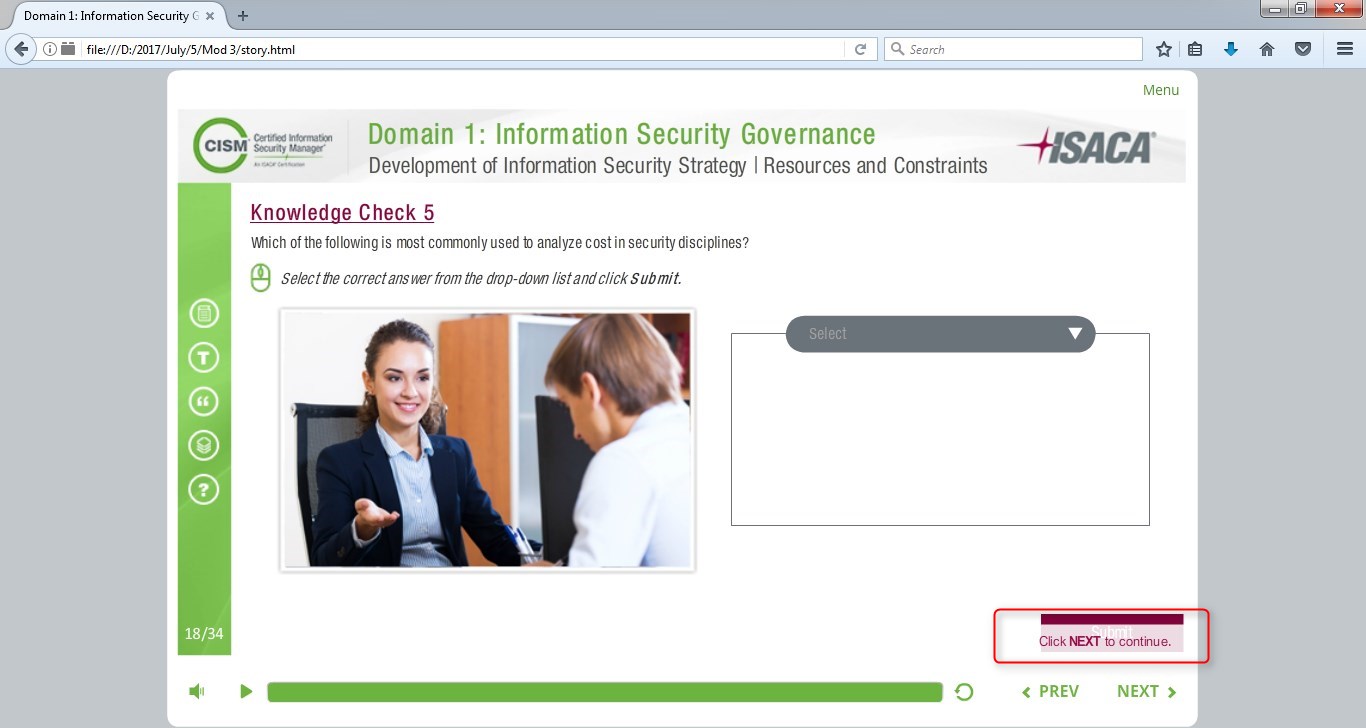 Domain 1: Information Security G
file:///D:/2017/July/5/Mod 3/story.html
Search
Menu
CISM®
Certified Information
Security Manager®
An ISACA® Certification
Domain 1: Information Security Governance
Development of Information Security Strategy | Resources and Constraints
ISACA®
Knowledge Check 5
Which of the following is most commonly used to analyze cost in security disciplines?
Select the correct answer from the drop-down list and click Submit.
Select
T
“
?
18/34
Submit
Click NEXT to continue.
PREV
NEXT